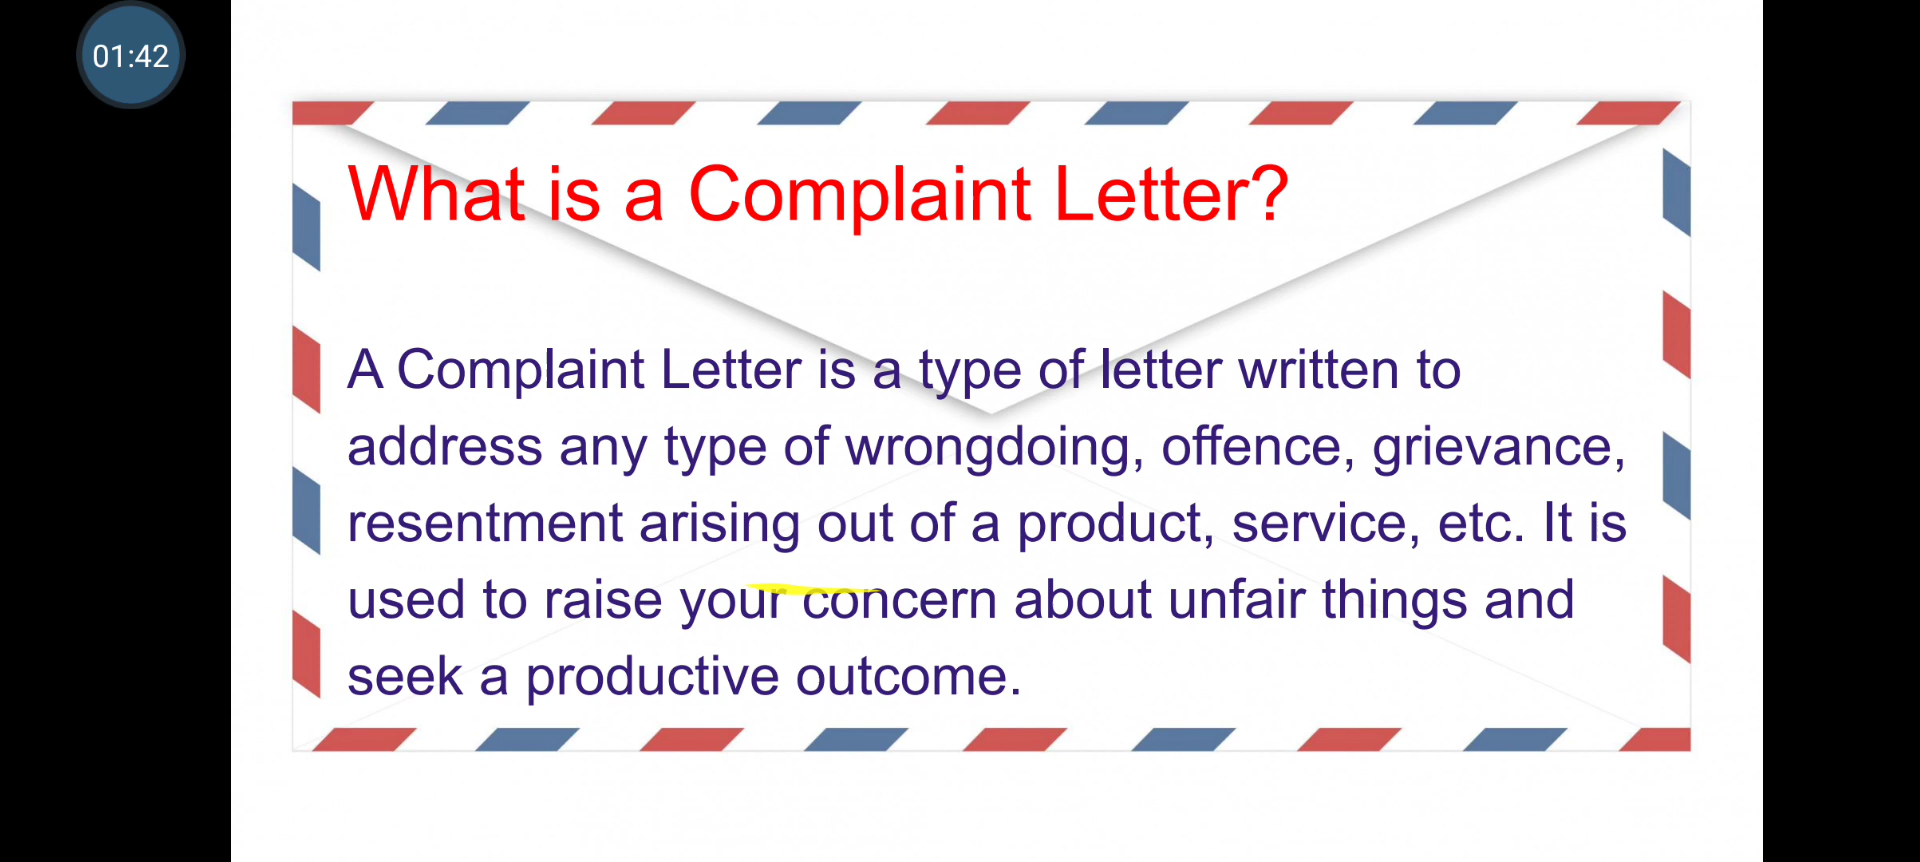 01:42
What is a Complaint Letter?
A Complaint Letter is a type of letter written to
address any type of wrongdoing, offence, grievance,
resentment arising out of a product, service, etc. It is
used to raise your concern about unfair things and
seek a productive outcome.